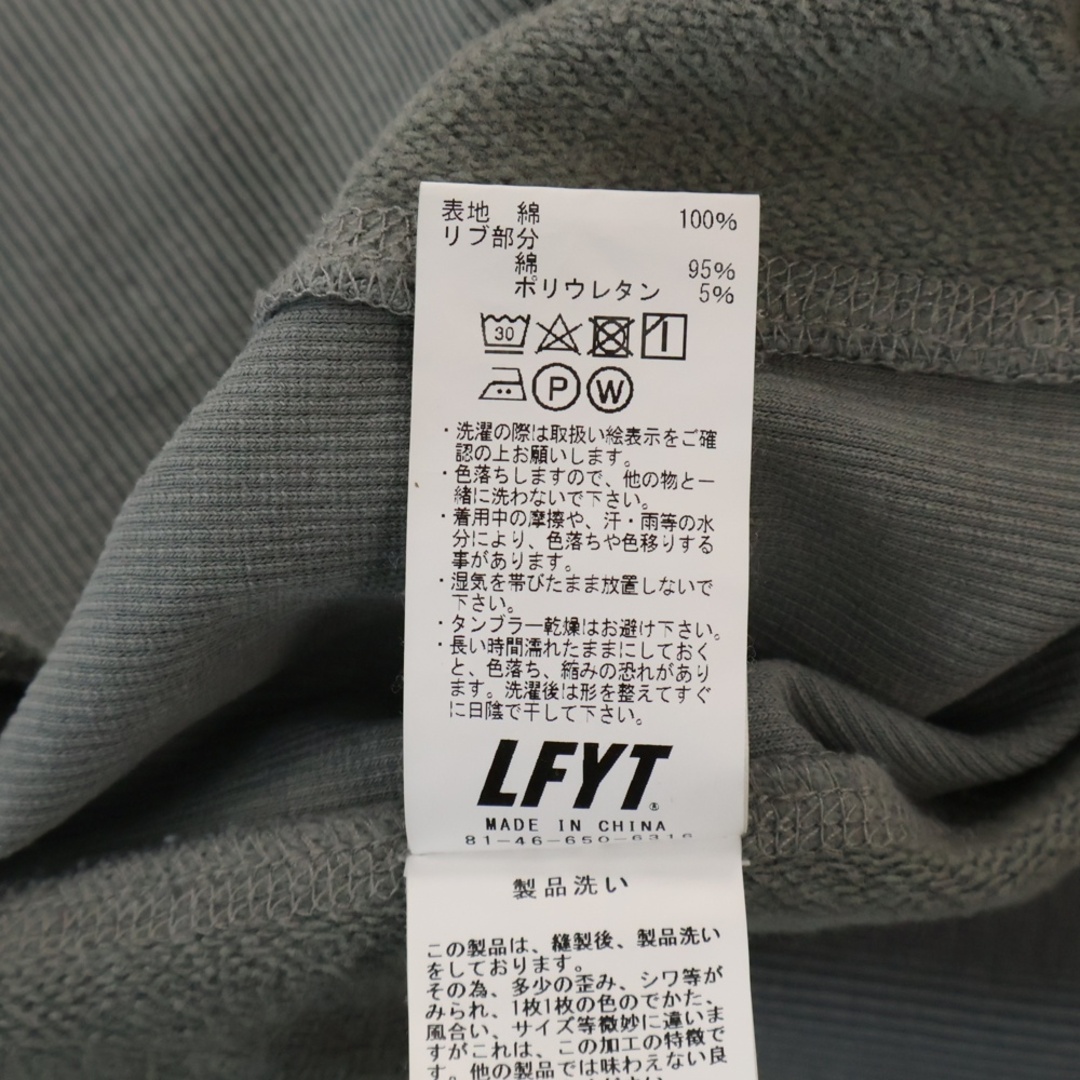 表地 綿 100%
リブ部分
綿 95%
ポリウレタン 5%
30
P W
・洗濯の際は取扱い絵表示をご確
認の上お願いします。
・色落ちしますので、他の物と一
緒に洗わないで下さい。
・着用中の摩擦や、汗・雨等の水
分により、色落ちや色移りする
事があります。
・湿気を帯びたまま放置しないで
下さい。
・タンブラー乾燥はお避け下さい。
・長い時間濡れたままにしておく
と、色落ち、縮みの恐れがあり
ます。洗濯後は形を整えてすぐ
に日陰で干して下さい。
LFYT®
MADE IN CHINA
81-46-650-6316
製品洗い
この製品は、縫製後、製品洗い
をしております。
その為、多少の歪み、シワ等が
みられ、1枚1枚の色のでかた、
風合い、サイズ等微妙に違いま
すがこれは、この加工の特徴で
す。他の製品では味わえない良